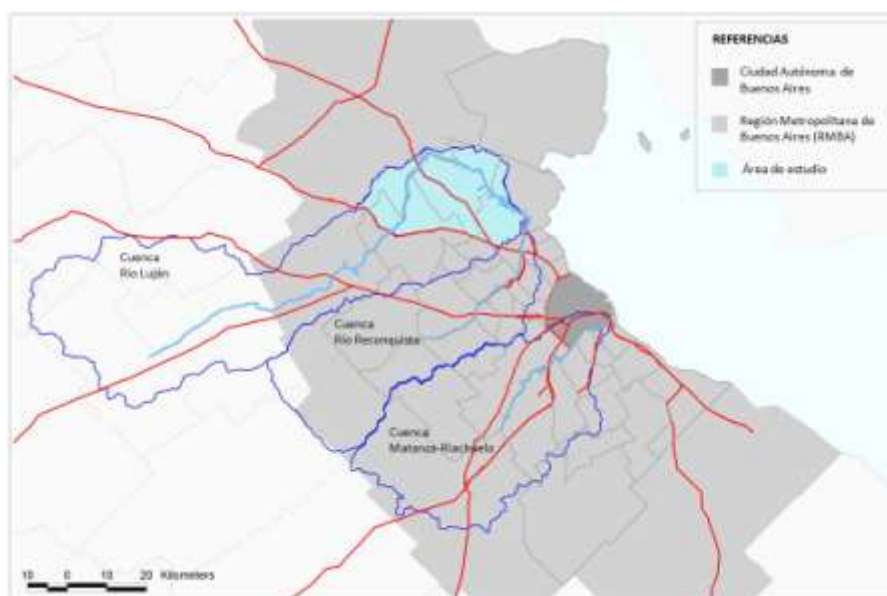 REFERENCIAS
Ciudad Autónoma de
Buenos Aires
Región Metropolitana de
Buenos Aires (RMBA)
Área de estudio
Cuenca
Río Luján
Cuenca
Río Reconquista
Cuenca
Matanza-Riachuelo
10 0 10 20 Kilometers